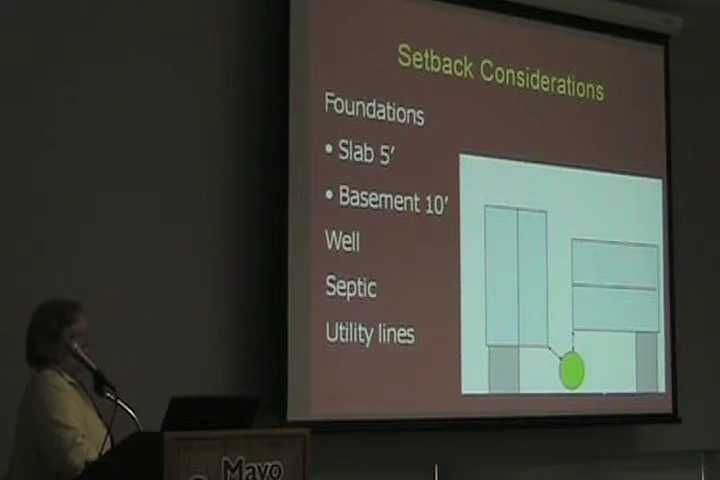 Setback Considerations
Foundations
• Slab 5′
• Basement 10′
Well
Septic
Utility lines
Mayo